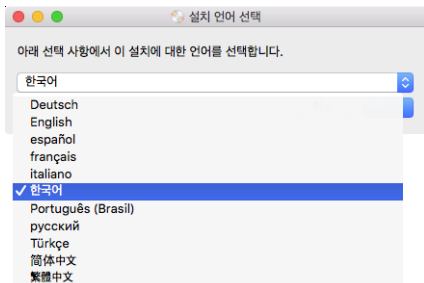 설치 언어 선택
아래 선택 사항에서 이 설치에 대한 언어를 선택합니다.
한국어
Deutsch
English
español
français
italiano
✓ 한국어
Português (Brasil)
русский
Türkçe
简体中文
繁體中文